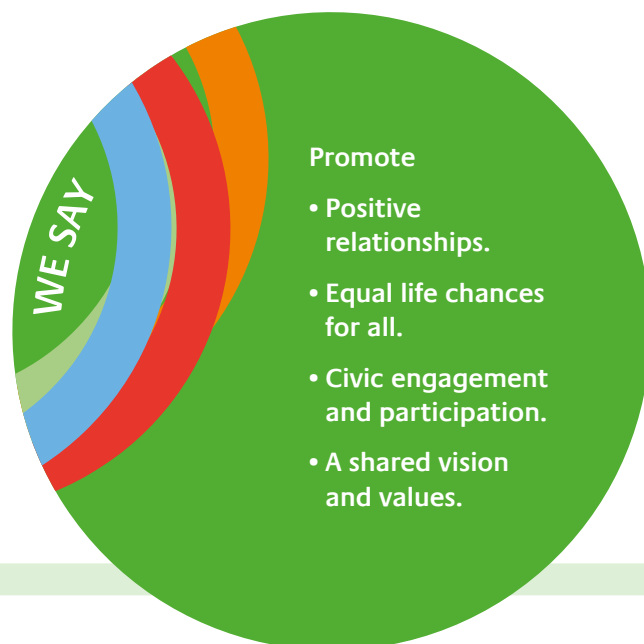 WE SAY
Promote
• Positive
relationships.
• Equal life chances
for all.
• Civic engagement
and participation.
• A shared vision
and values.